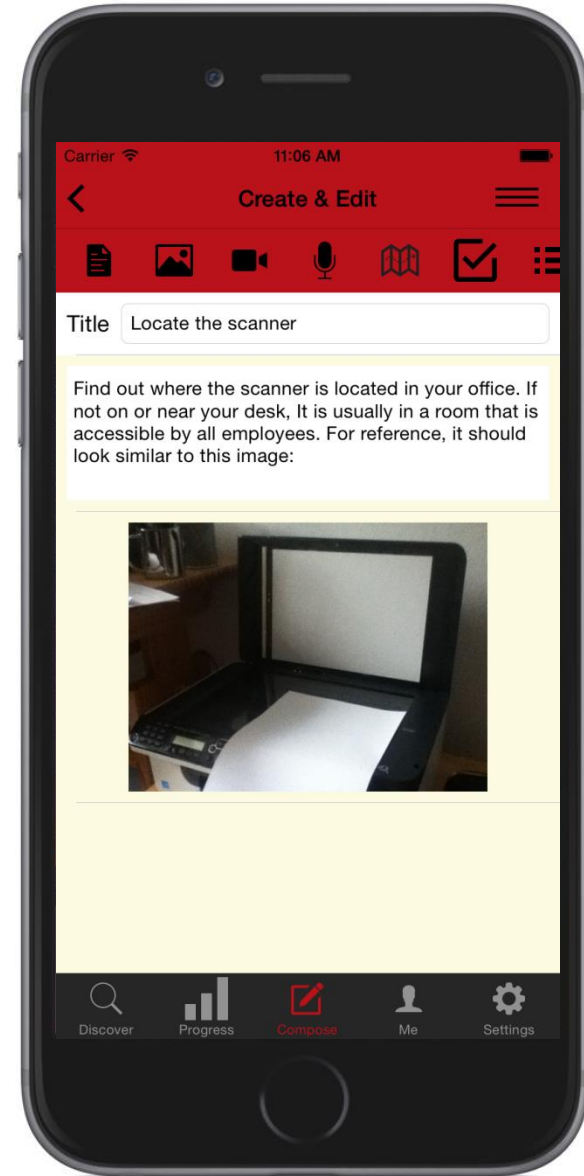 Carrier 11:06 AM
Create & Edit
Title Locate the scanner
Find out where the scanner is located in your office. If
not on or near your desk, It is usually in a room that is
accessible by all employees. For reference, it should
look similar to this image:
Discover Progress Compose Me Settings